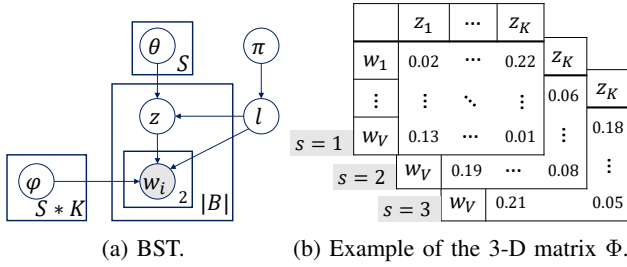 θ
S
π
z
l
φ
S * K
w_i
2
|B|
(a) BST.
z_1 ··· z_K
w_1 0.02 ··· 0.22 z_K
⋮ ⋮ ⋱ ⋮ 0.06 z_K
s = 1 w_V 0.13 ··· 0.01 ⋮ 0.18
s = 2 w_V 0.19 ··· 0.08 ⋮
s = 3 w_V 0.21 0.05
(b) Example of the 3-D matrix Φ.